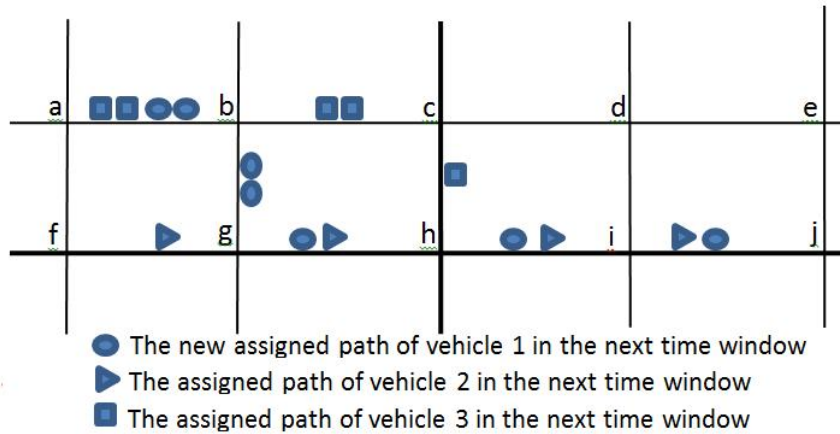 a b c d e
f g h i j
The new assigned path of vehicle 1 in the next time window
The assigned path of vehicle 2 in the next time window
The assigned path of vehicle 3 in the next time window